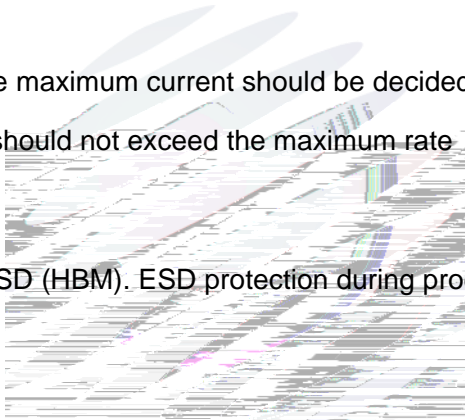 e maximum current should be decided
should not exceed the maximum rate
SD (HBM). ESD protection during pro